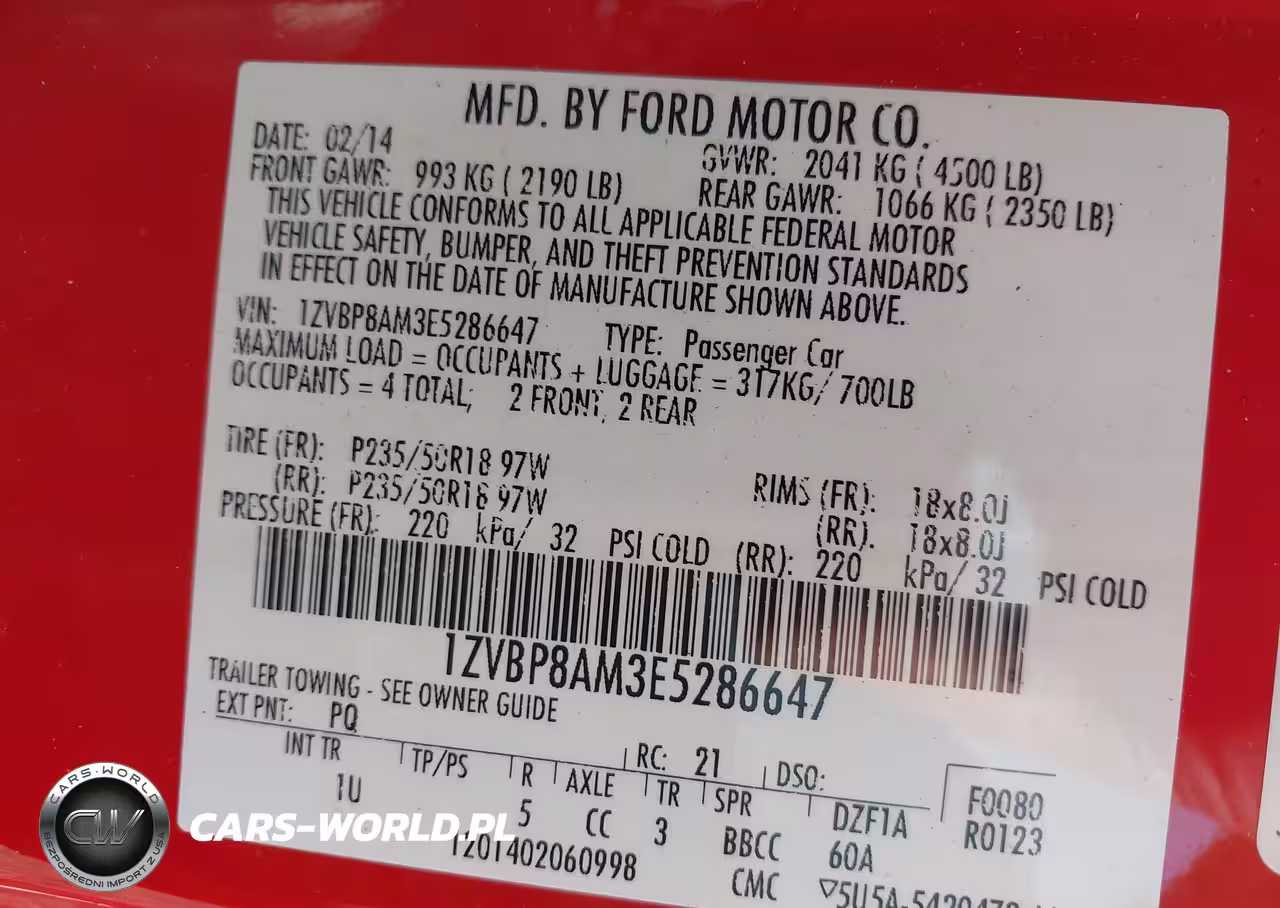 MFD. BY FORD MOTOR CO.
DATE: 02/14 GVWR: 2041 KG ( 4500 LB)
FRONT GAWR: 993 KG ( 2190 LB) REAR GAWR: 1066 KG ( 2350 LB)
THIS VEHICLE CONFORMS TO ALL APPLICABLE FEDERAL MOTOR
VEHICLE SAFETY, BUMPER, AND THEFT PREVENTION STANDARDS
IN EFFECT ON THE DATE OF MANUFACTURE SHOWN ABOVE.
VIN: 1ZVBP8AM3E5286647 TYPE: Passenger Car
MAXIMUM LOAD = OCCUPANTS + LUGGAGE = 317KG/ 700LB
OCCUPANTS = 4 TOTAL; 2 FRONT, 2 REAR
TIRE (FR): P235/50R18 97W RIMS (FR): 18x8.0J
(RR): P235/50R18 97W (RR). 18x8.0J
PRESSURE (FR): 220 kPa/ 32 PSI COLD (RR): 220 kPa/ 32 PSI COLD
1ZVBP8AM3E5286647
TRAILER TOWING - SEE OWNER GUIDE
EXT PNT: PQ RC: 21 DSO:
INT TR TP/PS R AXLE TR SPR DZF1A F0080
1U 5 CC 3 BBCC 60A R0123
1201402060998 CMC
CARS-WORLD.PL
CARS-WORLD
CW
BEZPOŚREDNI IMPORT Z USA